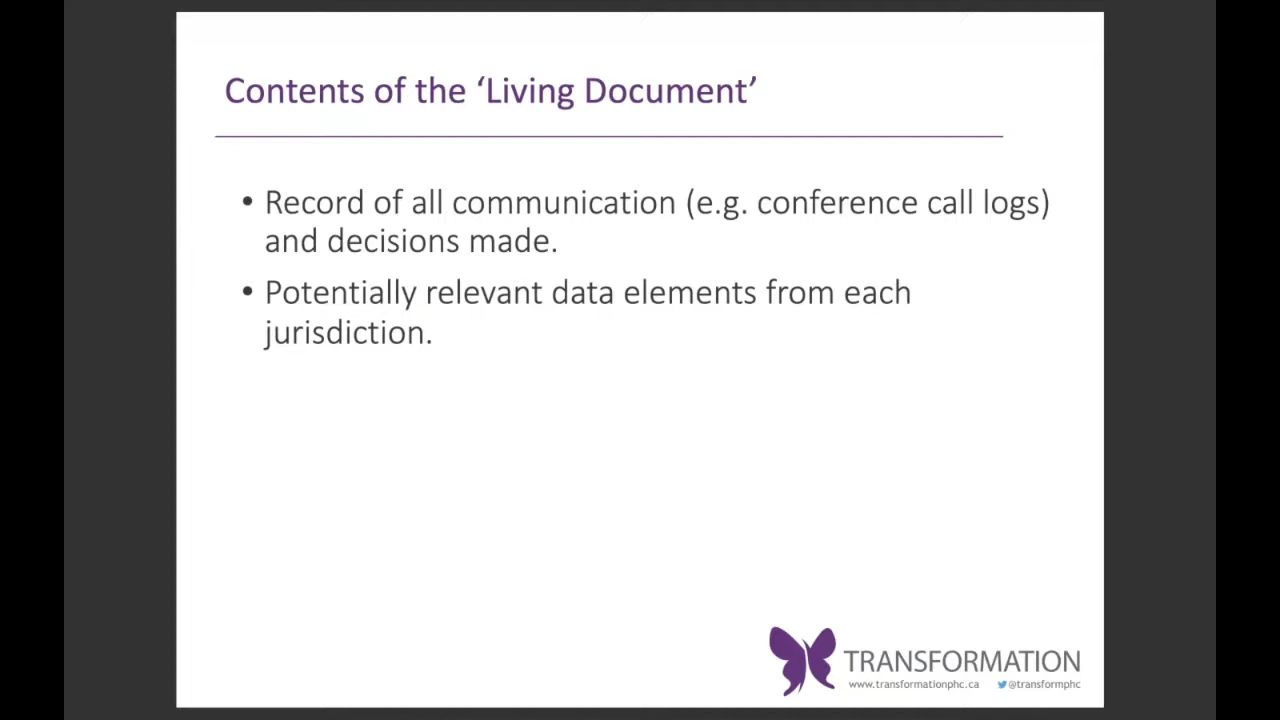 Contents of the ‘Living Document’
• Record of all communication (e.g. conference call logs)
and decisions made.
• Potentially relevant data elements from each
jurisdiction.
TRANSFORMATION
www.transformationphc.ca @transformphc